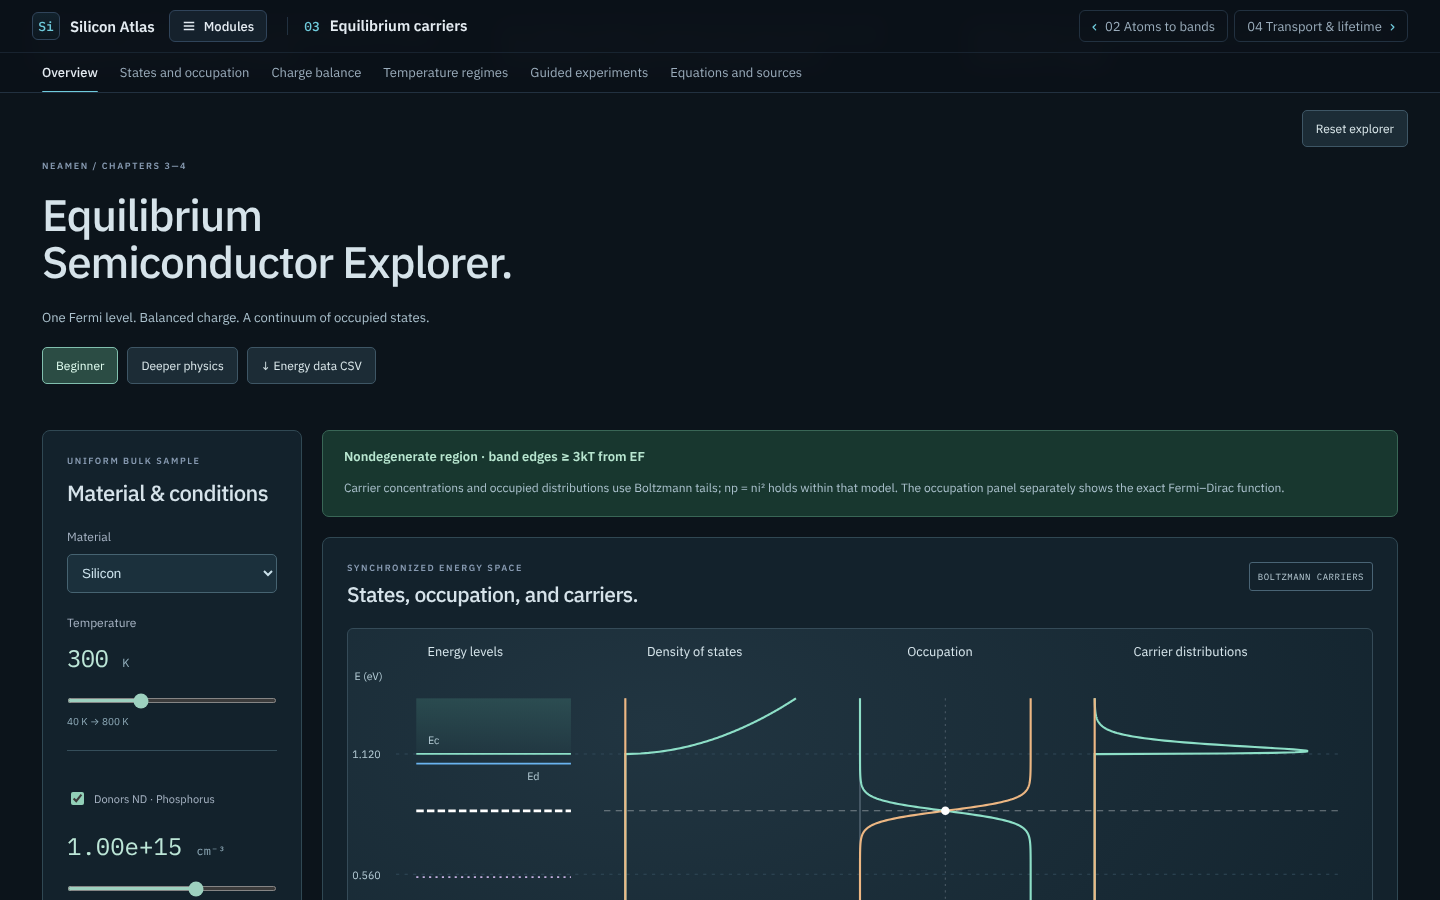 Si Silicon Atlas Modules 03 Equilibrium carriers ‹ 02 Atoms to bands 04 Transport & lifetime ›
Overview States and occupation Charge balance Temperature regimes Guided experiments Equations and sources
Reset explorer
NEAMEN / CHAPTERS 3—4
Equilibrium
Semiconductor Explorer.
One Fermi level. Balanced charge. A continuum of occupied states.
Beginner Deeper physics ↓ Energy data CSV
UNIFORM BULK SAMPLE
Material & conditions
Material
Silicon
Temperature
300 K
40 K → 800 K
Donors ND · Phosphorus
1.00e+15 cm⁻³
Nondegenerate region · band edges ≥ 3kT from EF
Carrier concentrations and occupied distributions use Boltzmann tails; np = ni² holds within that model. The occupation panel separately shows the exact Fermi–Dirac function.
SYNCHRONIZED ENERGY SPACE
States, occupation, and carriers.
BOLTZMANN CARRIERS
Energy levels Density of states Occupation Carrier distributions
E (eV)
Ec
1.120
Ed
0.560